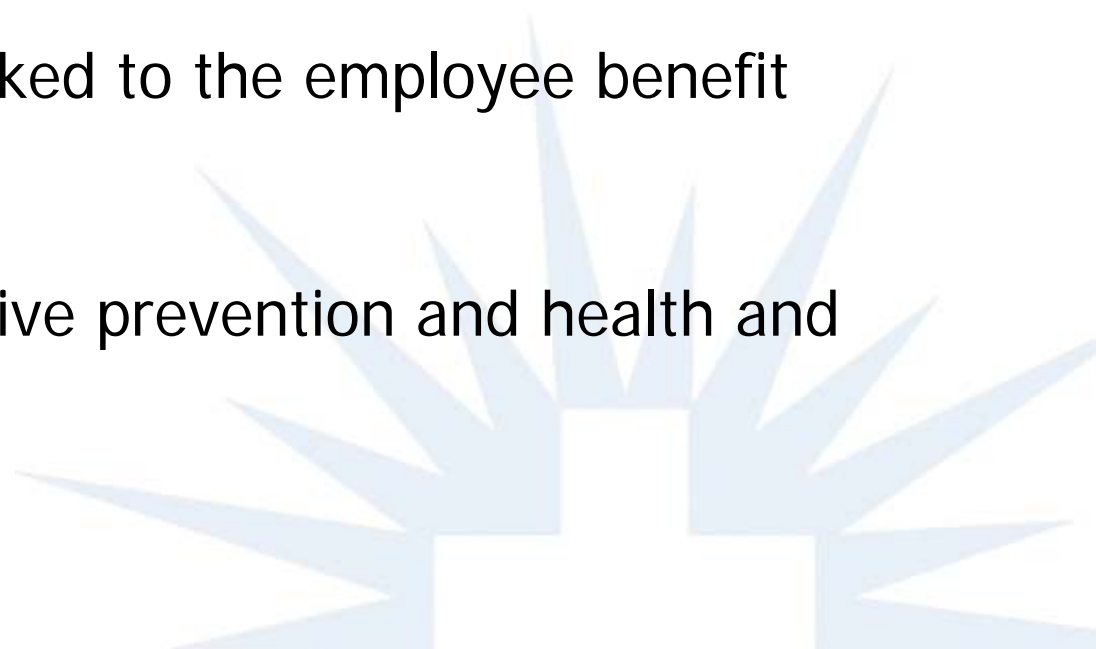 ked to the employee benefit
ive prevention and health and